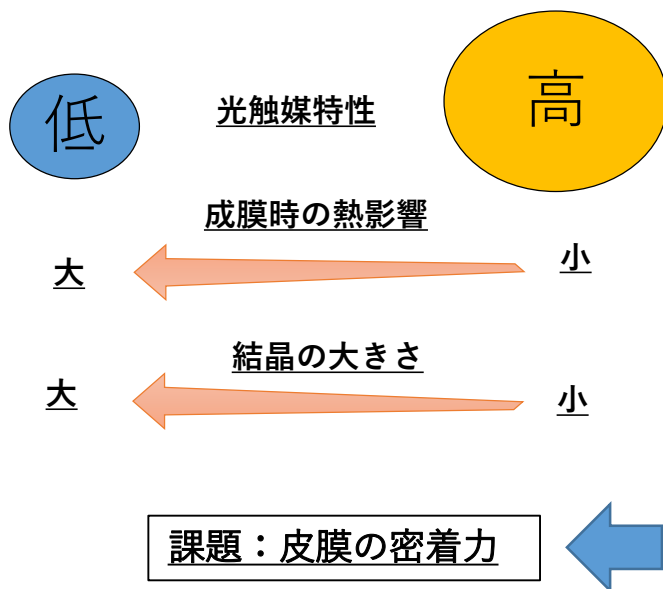 低
光触媒特性
高
成膜時の熱影響
大
小
結晶の大きさ
大
小
課題：皮膜の密着力